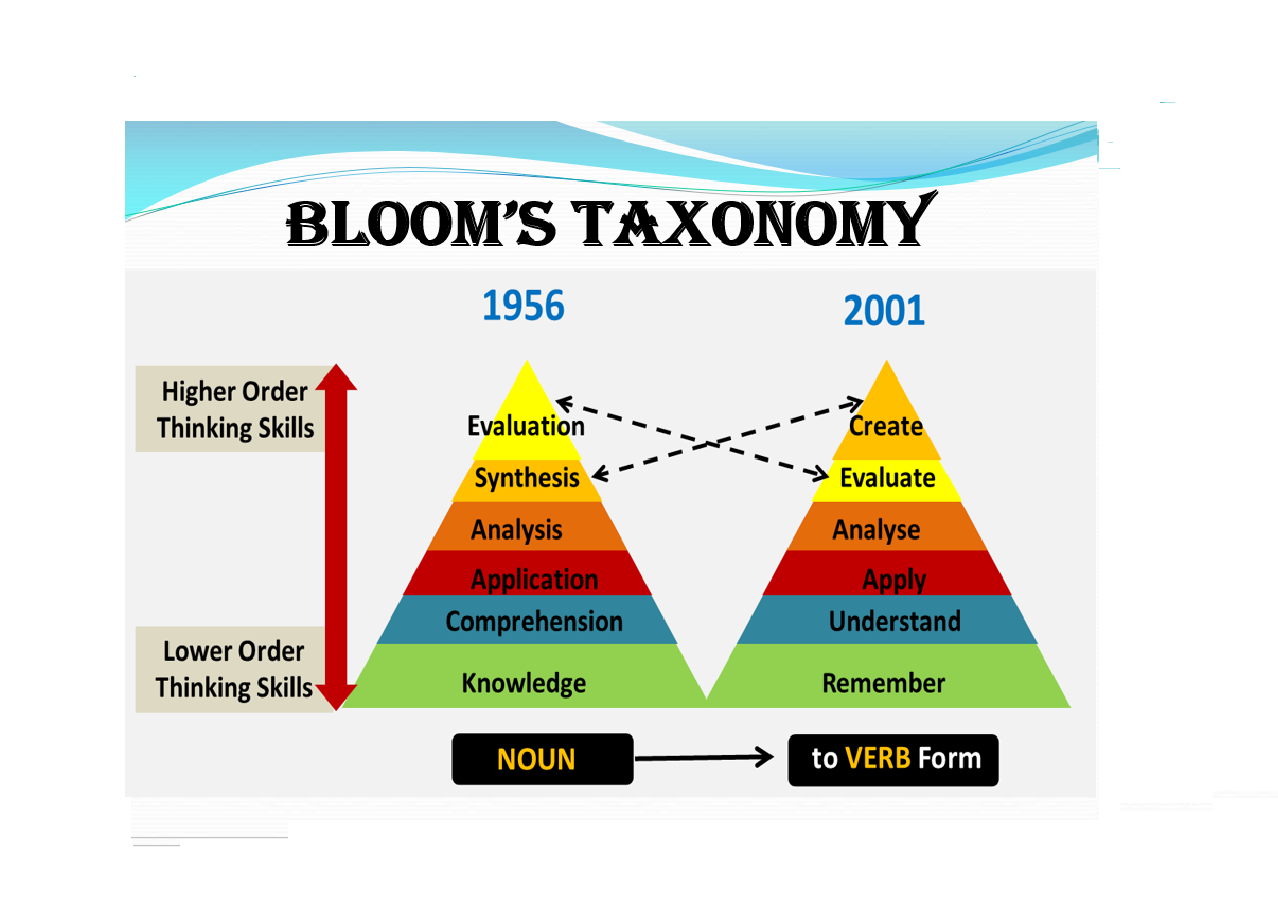 BLOOM'S TAXONOMY
1956
2001
Higher Order
Thinking Skills
Lower Order
Thinking Skills
Evaluation
Synthesis
Analysis
Application
Comprehension
Knowledge
Create
Evaluate
Analyse
Apply
Understand
Remember
NOUN
to VERB Form